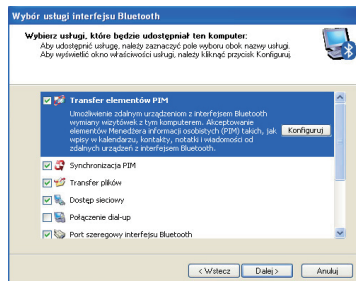 Wybór usługi interfejsu Bluetooth
Wybierz usługi, które będzie udostępniał ten komputer:
Aby udostępnić usługę, należy zaznaczyć pole wyboru obok nazwy usługi.
Aby wyświetlić okno właściwości usługi, należy kliknąć przycisk Konfiguruj.
Transfer elementów PIM
Umożliwienie zdalnym urządzeniom z interfejsem Bluetooth
wymiany wizytówek z tym komputerem. Akceptowanie
elementów Menedżera informacji osobistych (PIM) takich, jak
wpisy w kalendarzu, kontakty, notatki i wiadomości od
zdalnych urządzeń z interfejsem Bluetooth.
Konfiguruj
Synchronizacja PIM
Transfer plików
Dostęp sieciowy
Połączenie dial-up
Port szeregowy interfejsu Bluetooth
< Wstecz
Dalej >
Anuluj